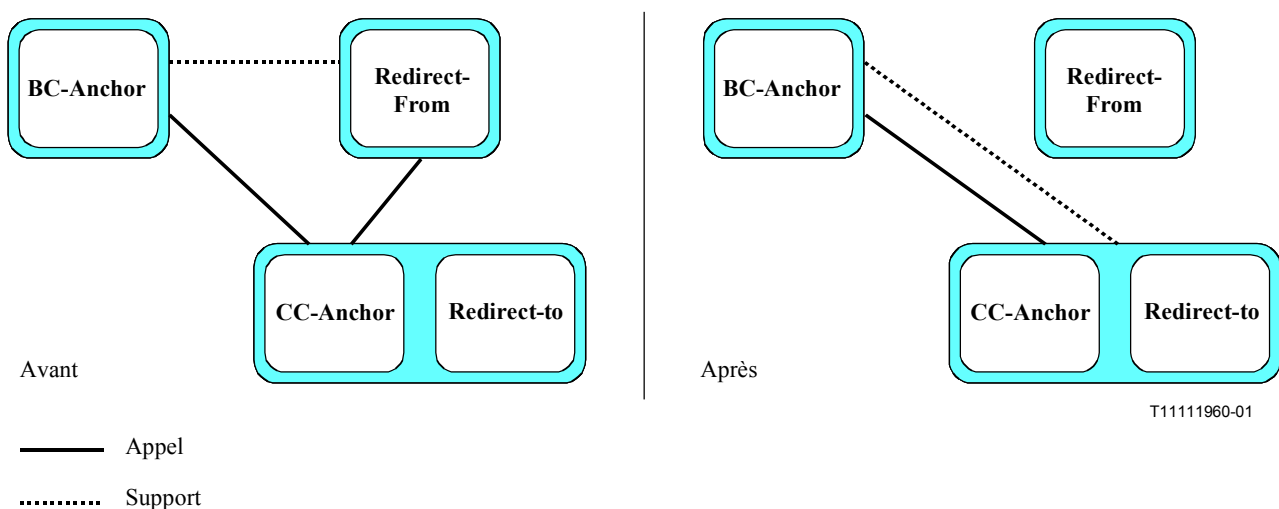 BC-Anchor
Redirect-
From
CC-Anchor
Redirect-to
Avant
BC-Anchor
Redirect-
From
CC-Anchor
Redirect-to
Après
T11111960-01
Appel
Support